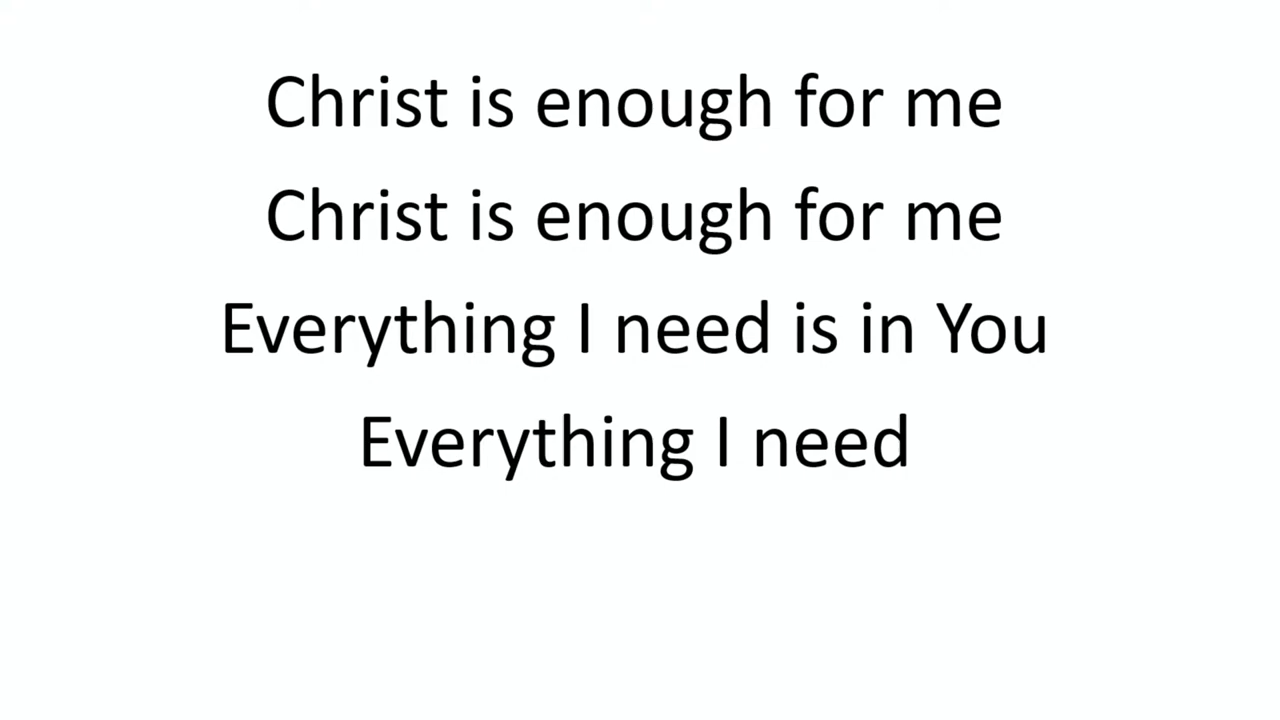 Christ is enough for me
Christ is enough for me
Everything I need is in You
Everything I need